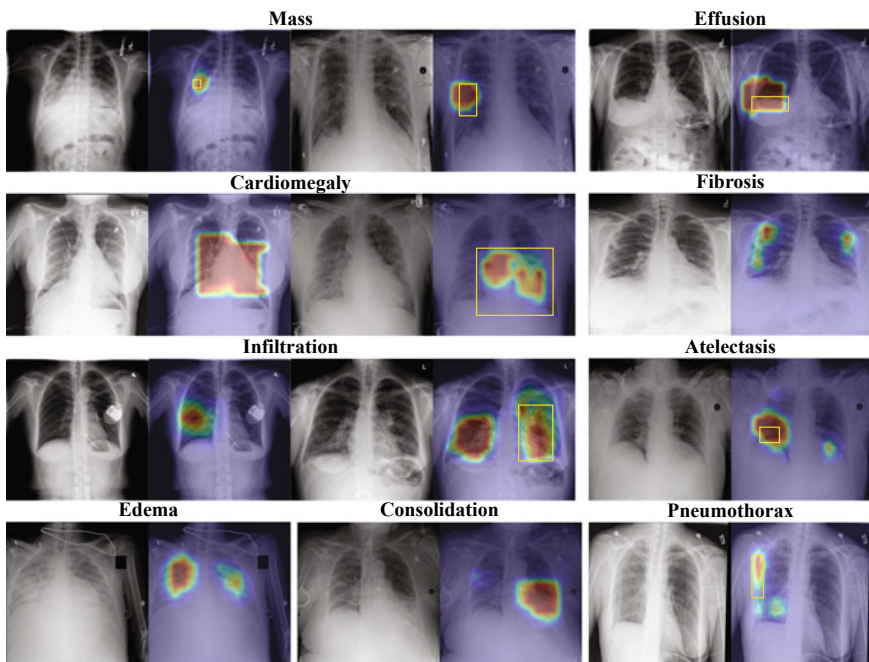 Mass
Effusion
Cardiomegaly
Fibrosis
Infiltration
Atelectasis
Edema
Consolidation
Pneumothorax